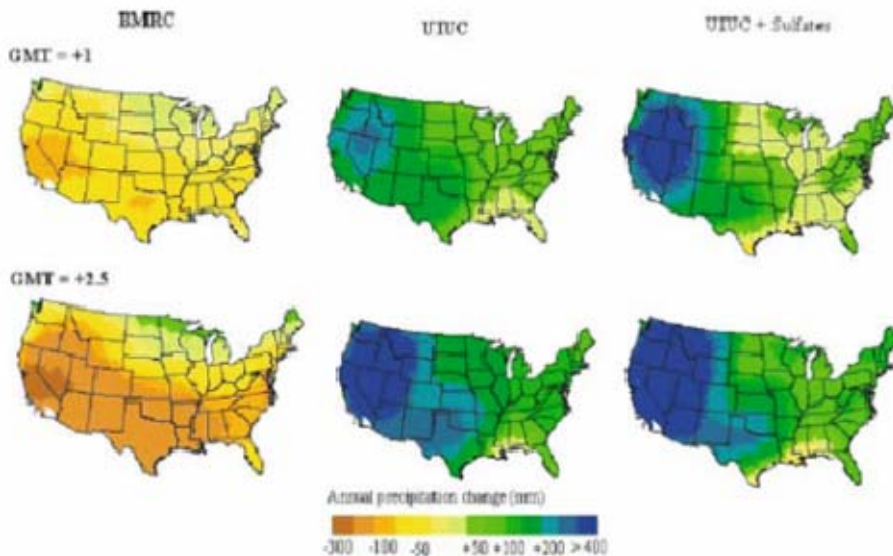 BMRC
UIUC
UIUC + Sulfates
GMT = +1
GMT = +2.5
Annual precipitation change (mm)
-300 -100 -50 +50 +100 +200 >400